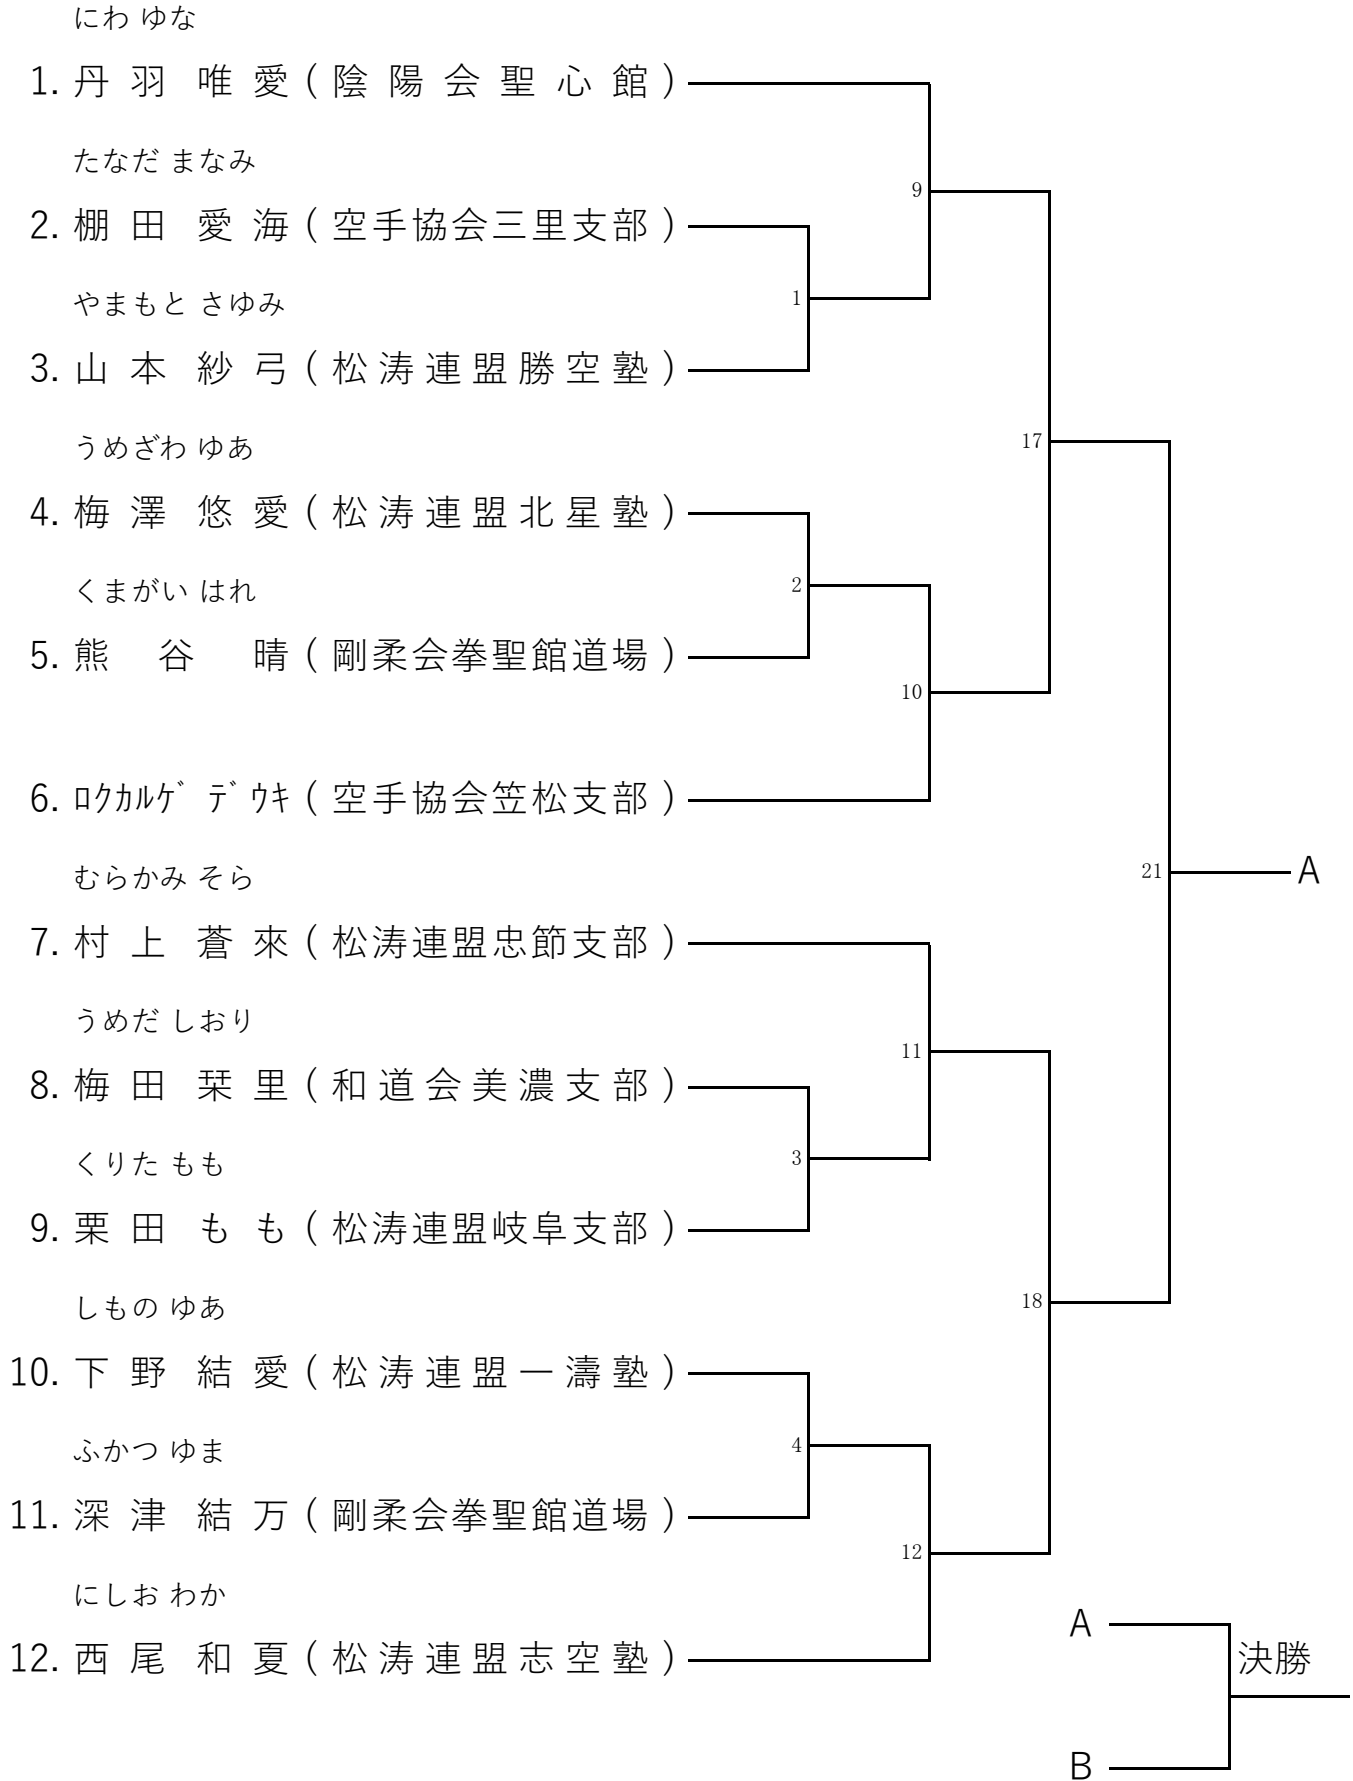 にわ ゆな
1. 丹羽 唯愛(陰陽会聖心館)
たなだ まなみ
2. 棚田 愛海(空手協会三里支部)
やまもと さゆみ
3. 山本 紗弓(松涛連盟勝空塾)
うめざわ ゆあ
4. 梅澤 悠愛(松涛連盟北星塾)
くまがい はれ
5. 熊谷 晴(剛柔会拳聖館道場)
6. ﾛｸｶﾙｹﾞ ﾃﾞｳｷ(空手協会笠松支部)
むらかみ そら
7. 村上 蒼來(松涛連盟忠節支部)
うめだ しおり
8. 梅田 栞里(和道会美濃支部)
くりた もも
9. 栗田 もも(松涛連盟岐阜支部)
しもの ゆあ
10. 下野 結愛(松涛連盟一濤塾)
ふかつ ゆま
11. 深津 結万(剛柔会拳聖館道場)
にしお わか
12. 西尾 和夏(松涛連盟志空塾)
1
2
3
4
9
10
11
12
17
18
21
A
A
決勝
B